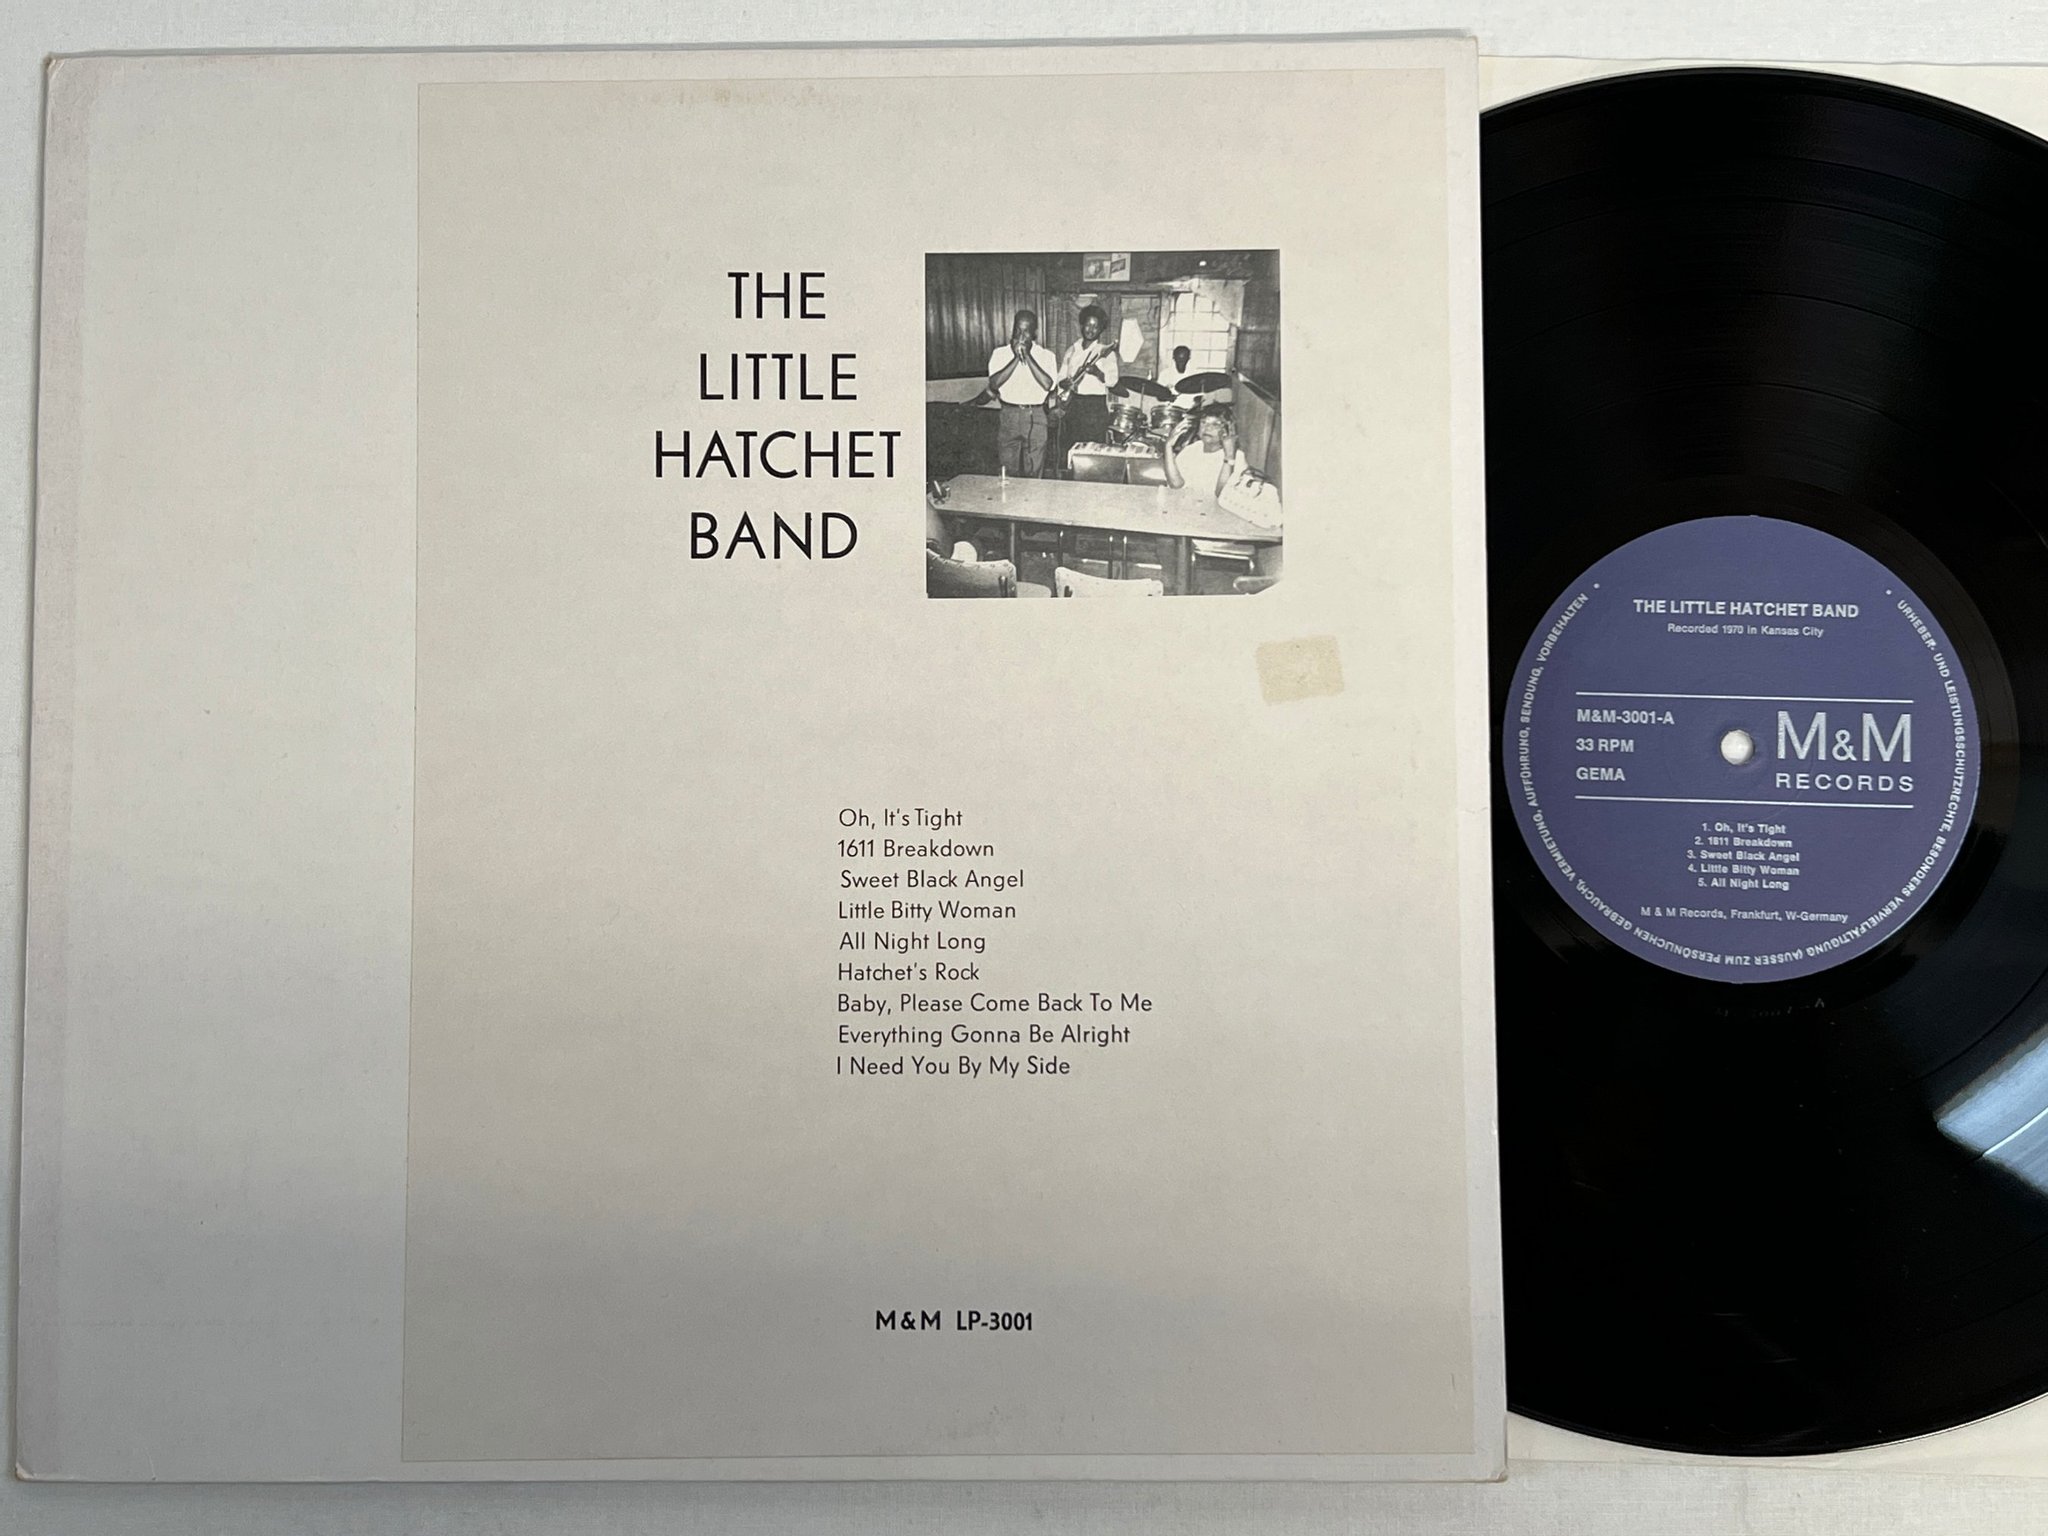 THE
LITTLE
HATCHET
BAND
Oh, It's Tight
1611 Breakdown
Sweet Black Angel
Little Bitty Woman
All Night Long
Hatchet's Rock
Baby, Please Come Back To Me
Everything Gonna Be Alright
I Need You By My Side
M&M LP-3001
THE LITTLE HATCHET BAND
Recorded 1970 in Kansas City
M&M-3001-A
33 RPM
GEMA
M&M
RECORDS
1. Oh, It's Tight
2. 1611 Breakdown
3. Sweet Black Angel
4. Little Bitty Woman
5. All Night Long
M & M Records, Frankfurt, W-Germany
• URHEBER- UND LEISTUNGSSCHUTZRECHTE, BESONDERS VERVIELFÄLTIGUNG (AUSSER ZUM PERSÖNLICHEN GEBRAUCH), VERMIETUNG, AUFFÜHRUNG, SENDUNG, VORBEHALTEN •